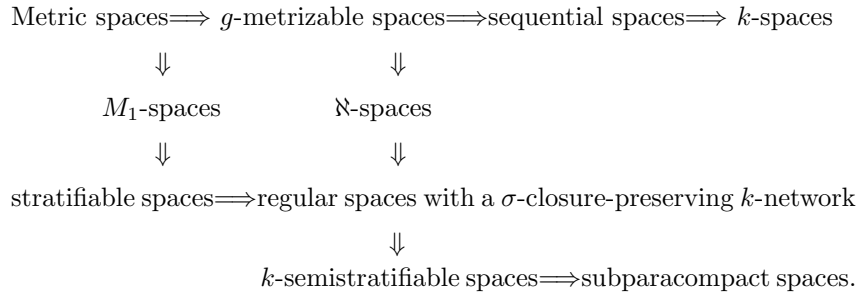 Metric spaces⟹ g-metrizable spaces⟹sequential spaces⟹ k-spaces
⇓ ⇓
M₁-spaces ℵ-spaces
⇓ ⇓
stratifiable spaces⟹regular spaces with a σ-closure-preserving k-network
⇓
k-semistratifiable spaces⟹subparacompact spaces.